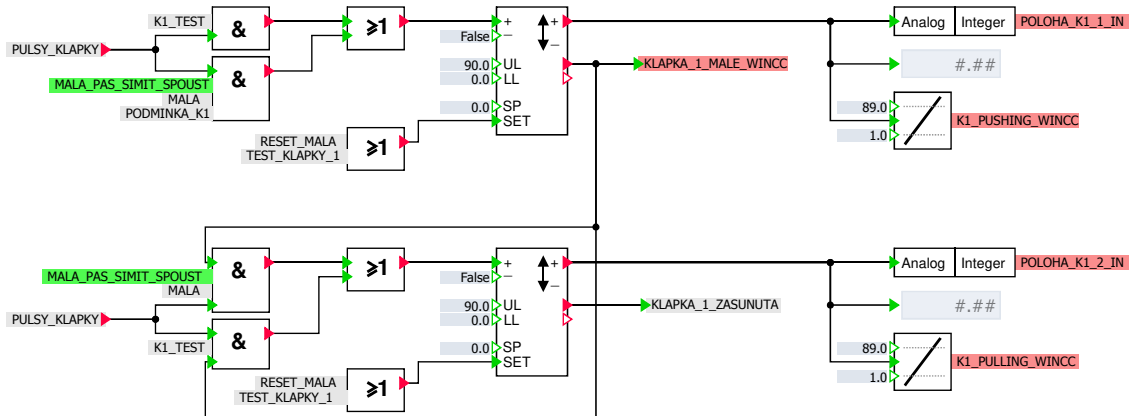 K1_TEST
PULSY_KLAPKY
&
MALA_PAS_SIMIT_SPOUST
MALA
PODMINKA_K1
&
≥1
RESET_MALA
TEST_KLAPKY_1
≥1
+ +
False − −
90.0 UL
0.0 LL
0.0 SP
SET
KLAPKA_1_MALE_WINCC
Analog Integer POLOHA_K1_1_IN
#.##
89.0
1.0
K1_PUSHING_WINCC
MALA_PAS_SIMIT_SPOUST
MALA
&
PULSY_KLAPKY
K1_TEST
&
≥1
RESET_MALA
TEST_KLAPKY_1
≥1
+ +
False − −
90.0 UL
0.0 LL
0.0 SP
SET
KLAPKA_1_ZASUNUTA
Analog Integer POLOHA_K1_2_IN
#.##
89.0
1.0
K1_PULLING_WINCC